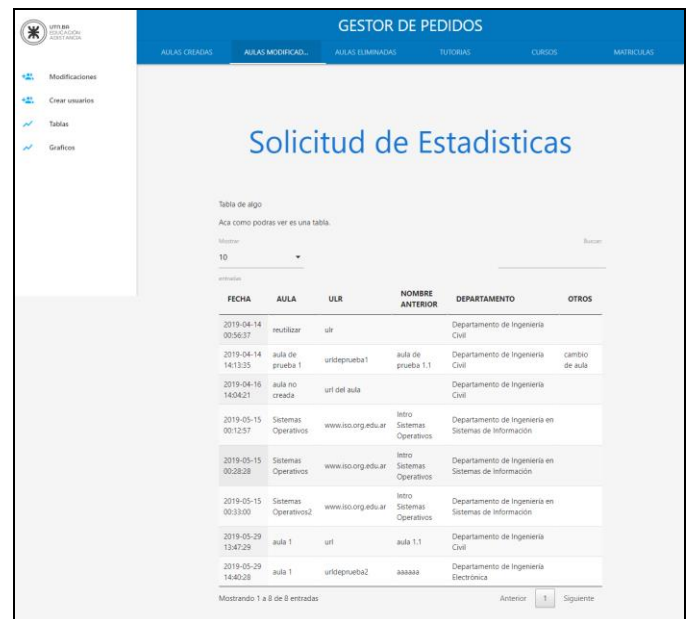 UTN.BA
EDUCACIÓN
ADISTANCIA
GESTOR DE PEDIDOS
AULAS CREADAS AULAS MODIFICAD... AULAS ELIMINADAS TUTORIAS CURSOS MATRICULAS
Modificaciones
Crear usuarios
Tablas
Graficos
Solicitud de Estadisticas
Tabla de algo
Aca como podras ver es una tabla.
Mostrar Buscar:
10
entradas
FECHA AULA ULR NOMBRE ANTERIOR DEPARTAMENTO OTROS
2019-04-14 00:56:37 reutilizar ulr Departamento de Ingeniería Civil
2019-04-14 14:13:35 aula de prueba 1 urldeprueba1 aula de prueba 1.1 Departamento de Ingeniería Civil cambio de aula
2019-04-16 14:04:21 aula no creada url del aula Departamento de Ingeniería Civil
2019-05-15 00:12:57 Sistemas Operativos www.iso.org.edu.ar Intro Sistemas Operativos Departamento de Ingeniería en Sistemas de Información
2019-05-15 00:28:28 Sistemas Operativos www.iso.org.edu.ar Intro Sistemas Operativos Departamento de Ingeniería en Sistemas de Información
2019-05-15 00:33:00 Sistemas Operativos2 www.iso.org.edu.ar Intro Sistemas Operativos Departamento de Ingeniería en Sistemas de Información
2019-05-29 13:47:29 aula 1 url aula 1.1 Departamento de Ingeniería Civil
2019-05-29 14:40:28 aula 1 urldeprueba2 aaaaaa Departamento de Ingeniería Electrónica
Mostrando 1 a 8 de 8 entradas Anterior 1 Siguiente